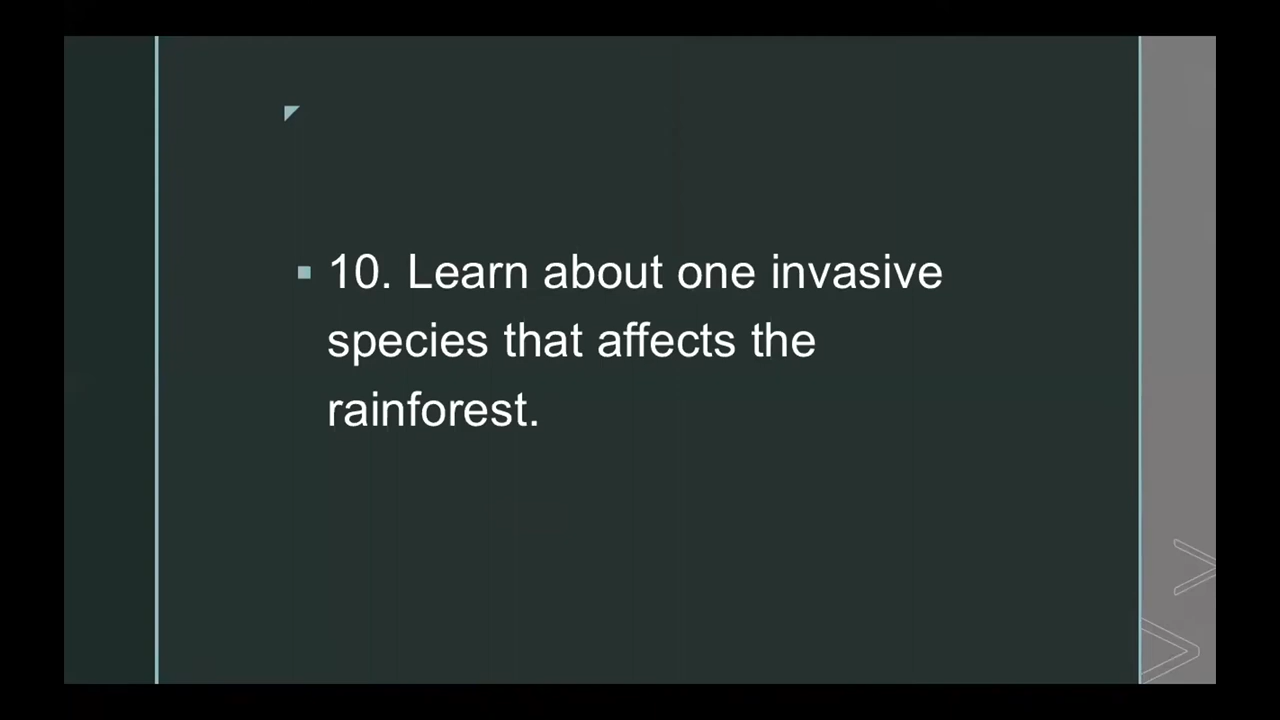 10. Learn about one invasive
species that affects the
rainforest.